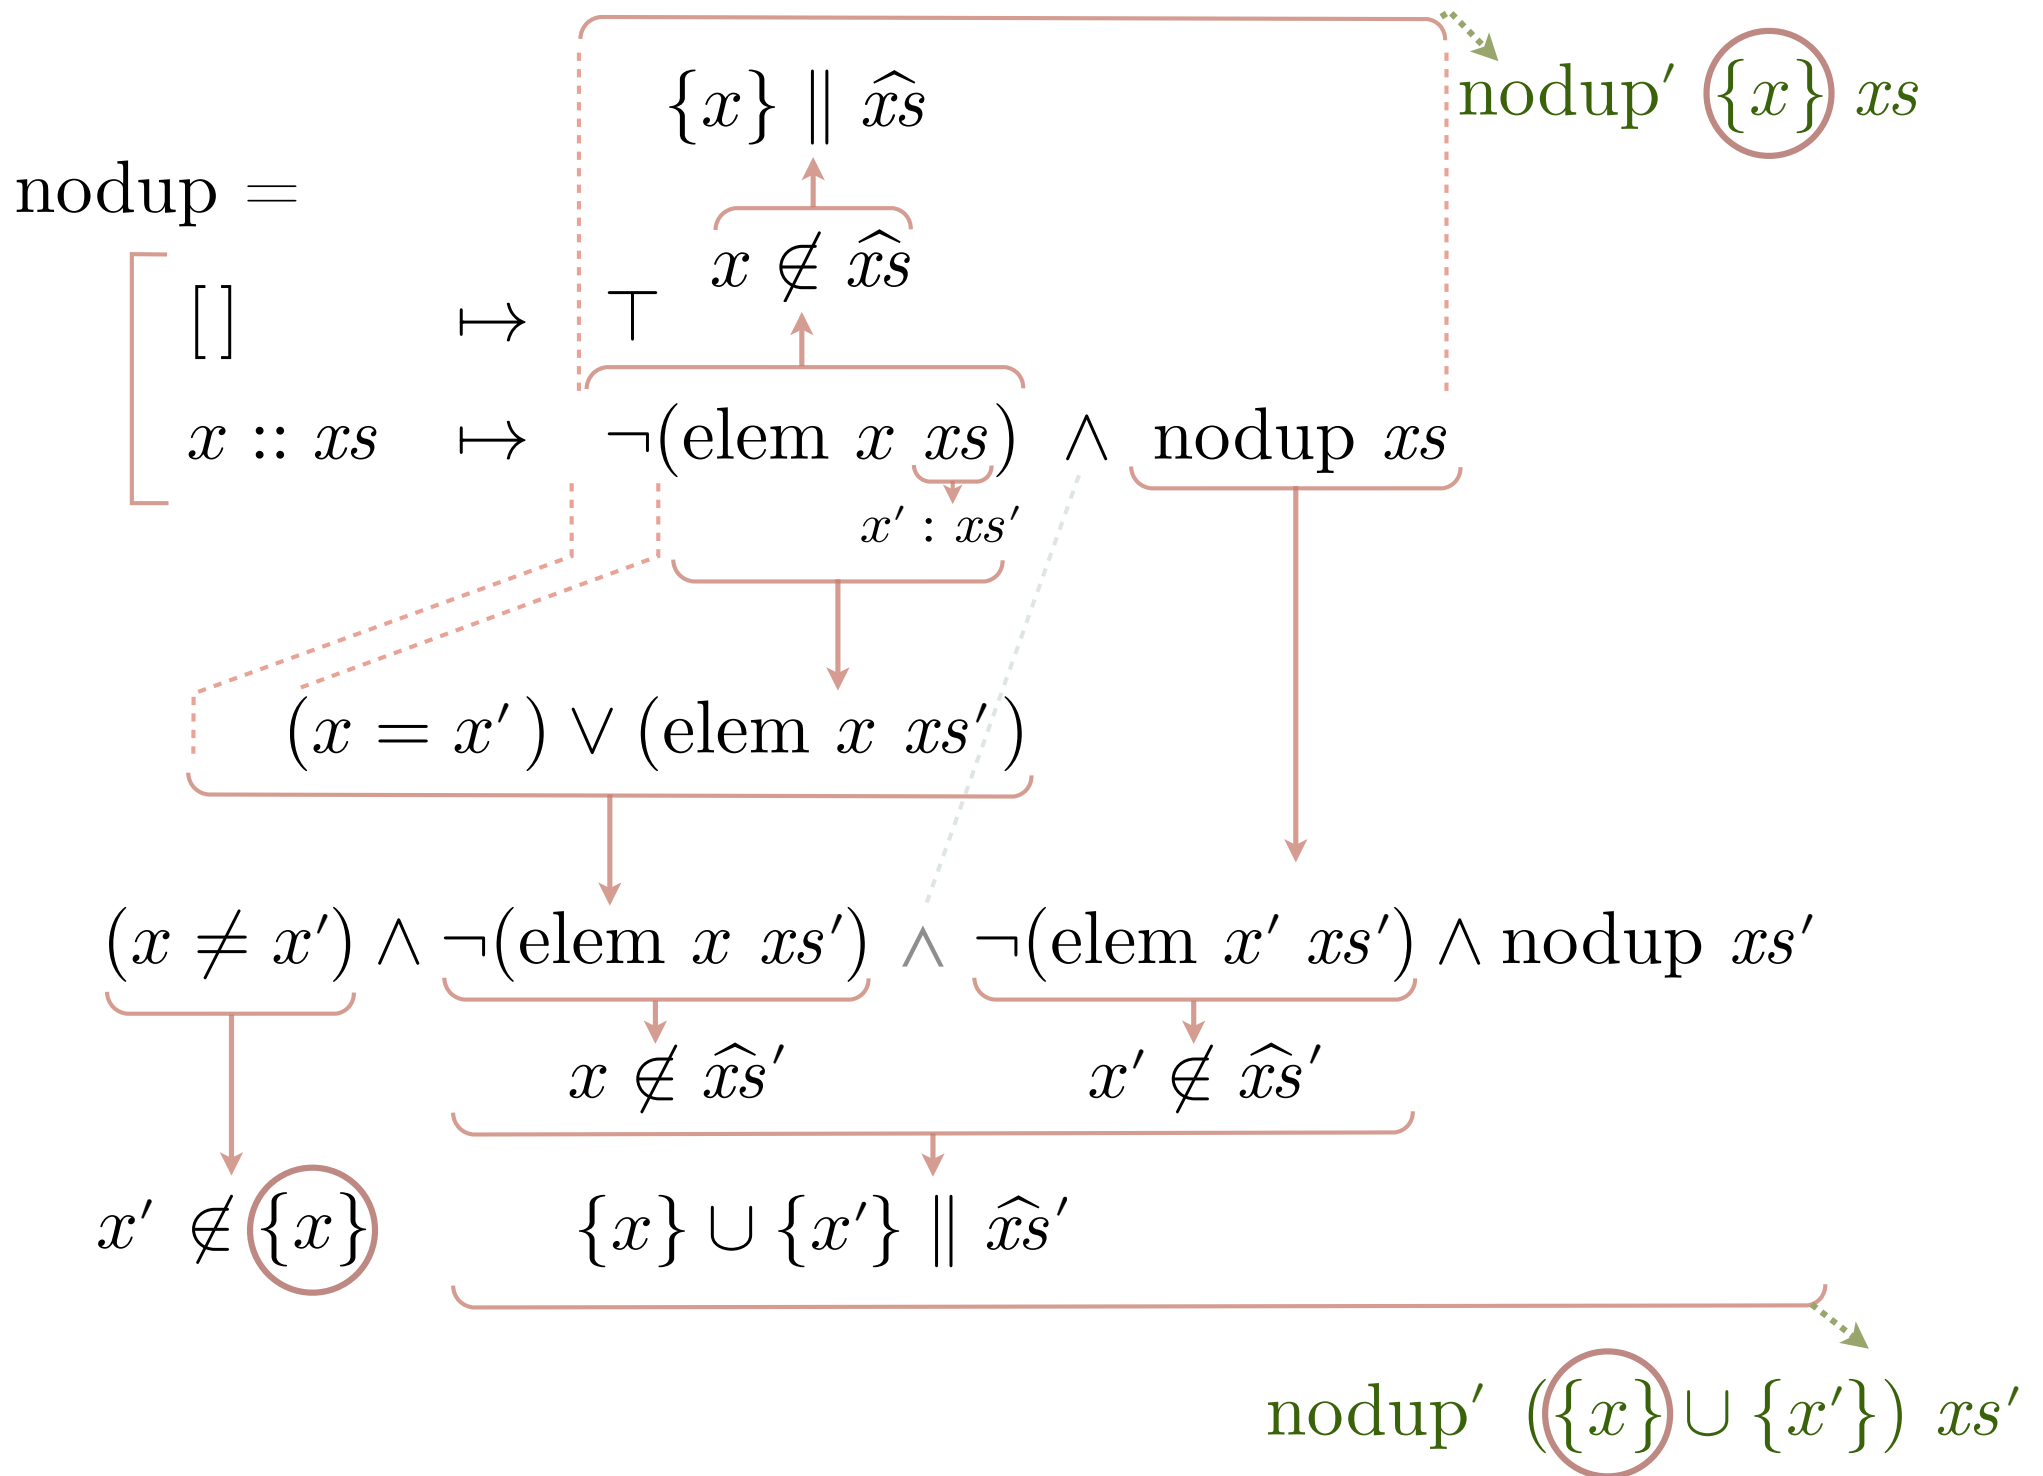 {x} ∥ x͡s
nodup′ {x} xs
nodup =
x ∉ x͡s
[ ] ↦ ⊤
x :: xs ↦ ¬(elem x xs) ∧ nodup xs
x′ : xs′
(x = x′) ∨ (elem x xs′)
(x ≠ x′) ∧ ¬(elem x xs′) ∧ ¬(elem x′ xs′) ∧ nodup xs′
x ∉ x͡s′ x′ ∉ x͡s′
x′ ∉ {x} {x} ∪ {x′} ∥ x͡s′
nodup′ ({x} ∪ {x′}) xs′